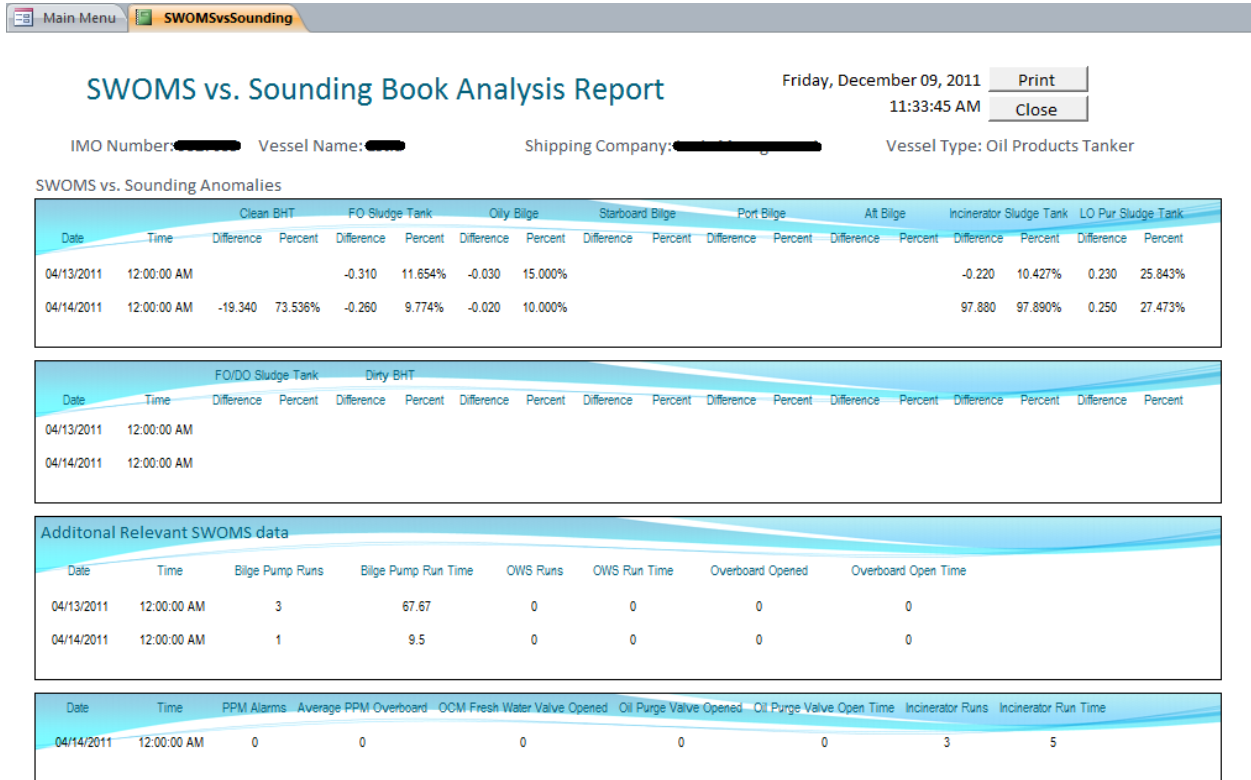 Main Menu SWOMSvsSounding
SWOMS vs. Sounding Book Analysis Report
Friday, December 09, 2011 Print
11:33:45 AM Close
IMO Number: Vessel Name: Shipping Company: Vessel Type: Oil Products Tanker
SWOMS vs. Sounding Anomalies
Clean BHT FO Sludge Tank Oily Bilge Starboard Bilge Port Bilge Aft Bilge Incinerator Sludge Tank LO Pur Sludge Tank
Date Time Difference Percent Difference Percent Difference Percent Difference Percent Difference Percent Difference Percent Difference Percent Difference Percent
04/13/2011 12:00:00 AM -0.310 11.654% -0.030 15.000% -0.220 10.427% 0.230 25.843%
04/14/2011 12:00:00 AM -19.340 73.536% -0.260 9.774% -0.020 10.000% 97.880 97.890% 0.250 27.473%
FO/DO Sludge Tank Dirty BHT
Date Time Difference Percent Difference Percent Difference Percent Difference Percent Difference Percent Difference Percent Difference Percent Difference Percent
04/13/2011 12:00:00 AM
04/14/2011 12:00:00 AM
Additonal Relevant SWOMS data
Date Time Bilge Pump Runs Bilge Pump Run Time OWS Runs OWS Run Time Overboard Opened Overboard Open Time
04/13/2011 12:00:00 AM 3 67.67 0 0 0 0
04/14/2011 12:00:00 AM 1 9.5 0 0 0 0
Date Time PPM Alarms Average PPM Overboard OCM Fresh Water Valve Opened Oil Purge Valve Opened Oil Purge Valve Open Time Incinerator Runs Incinerator Run Time
04/14/2011 12:00:00 AM 0 0 0 0 0 3 5